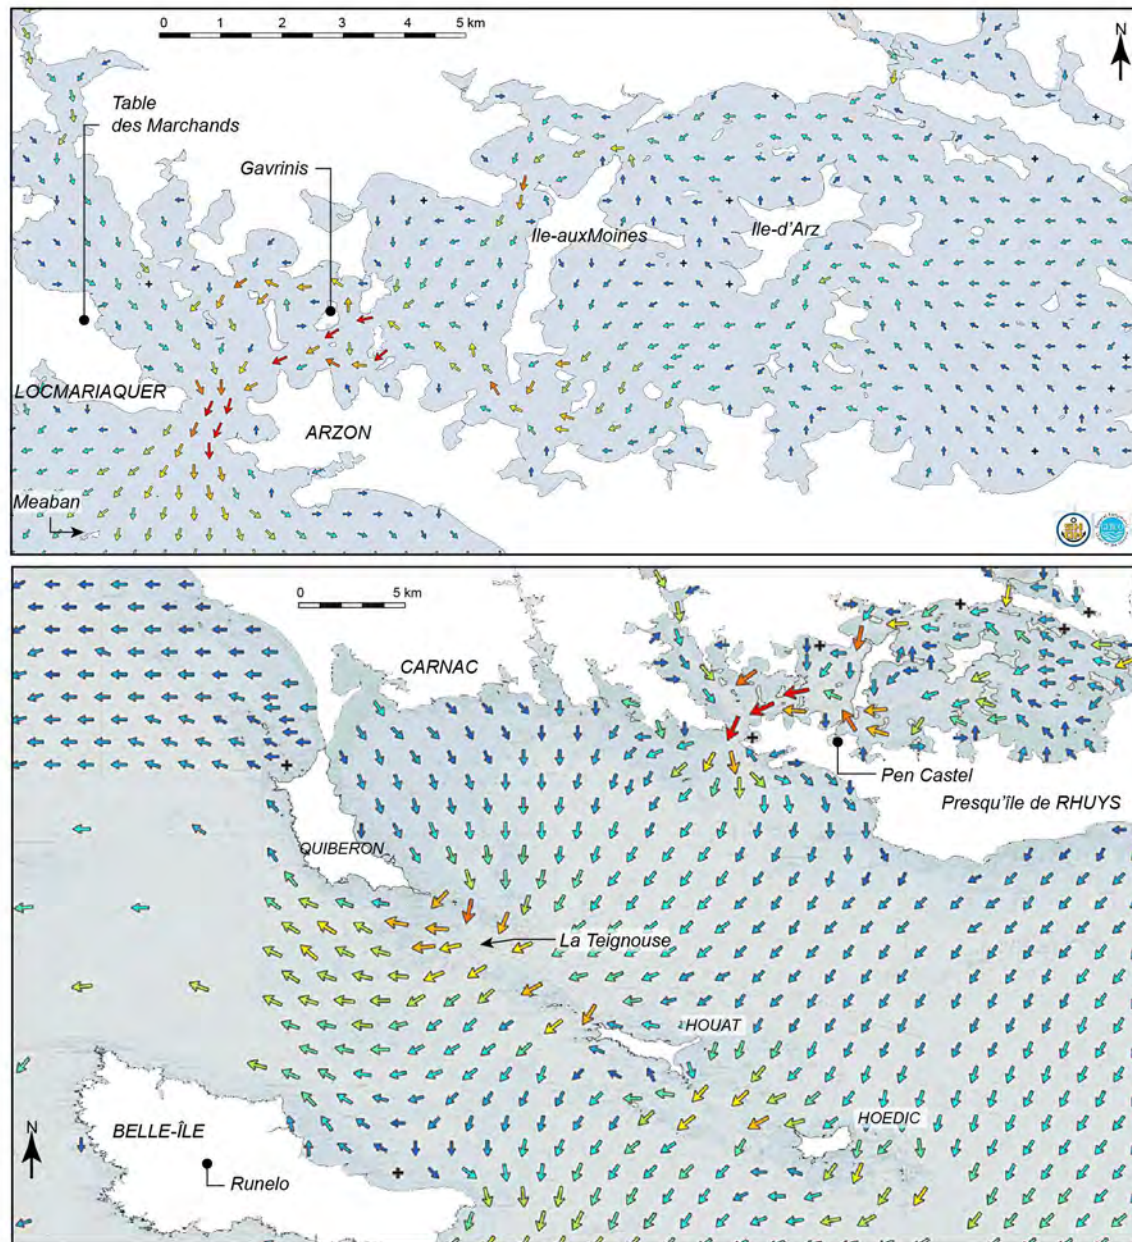 0 1 2 3 4 5 km
N
Table
des Marchands
Gavrinis
Ile-auxMoines
Ile-d'Arz
LOCMARIAQUER
ARZON
Meaban
0 5 km
CARNAC
Pen Castel
Presqu'île de RHUYS
QUIBERON
La Teignouse
HOUAT
HOEDIC
N
BELLE-ÎLE
Runelo